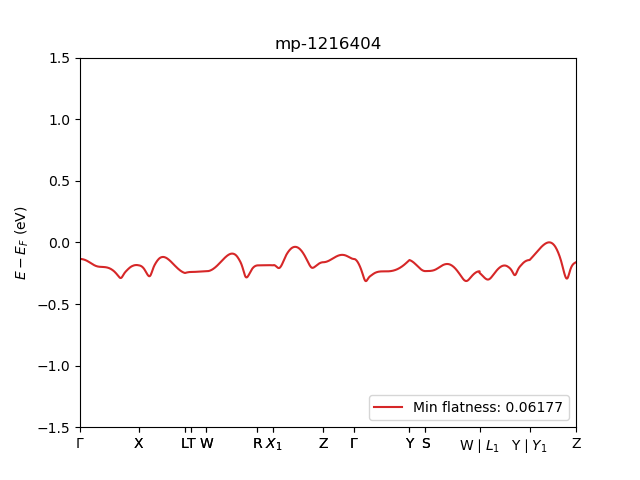 mp-1216404
E − E_F (eV)
1.5
1.0
0.5
0.0
−0.5
−1.0
−1.5
Min flatness: 0.06177
Γ X LT W R X₁ Z Γ Y S W | L₁ Y | Y₁ Z